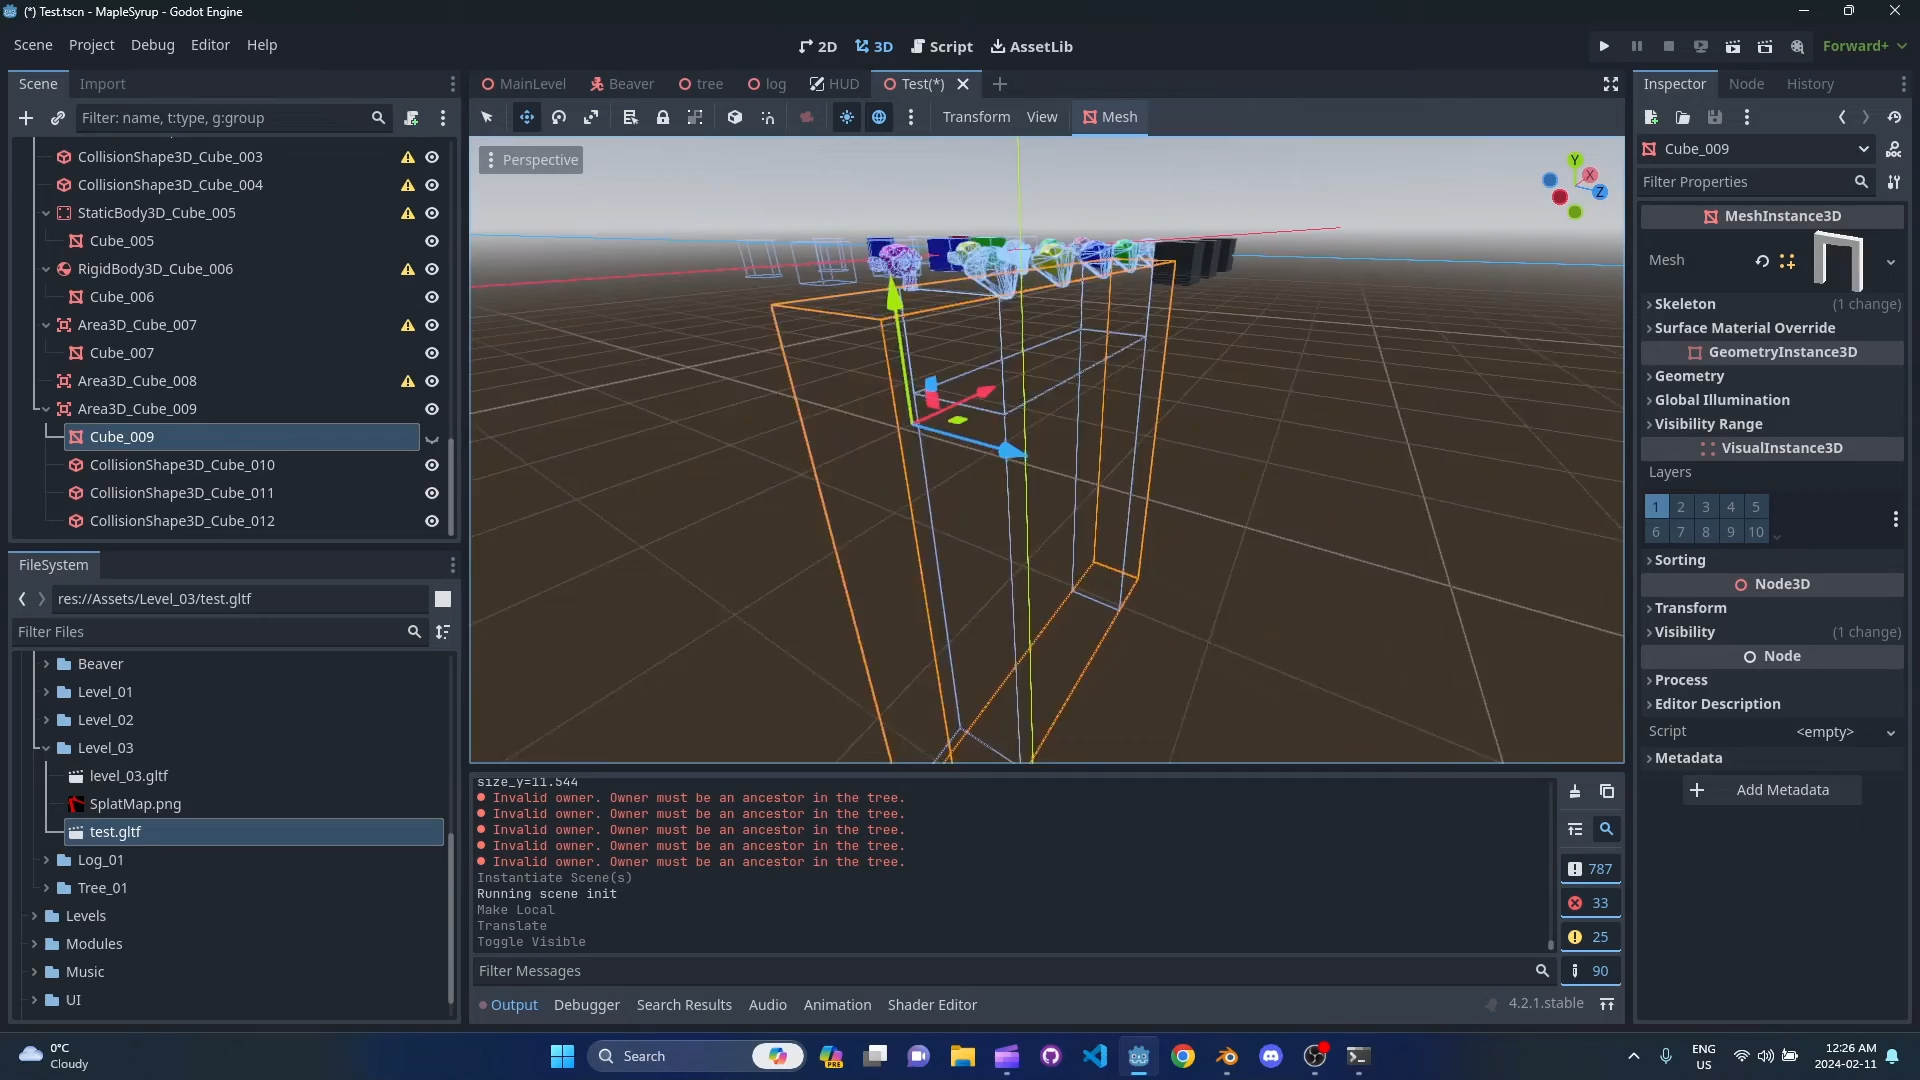 (*) Test.tscn - MapleSyrup - Godot Engine
Scene Project Debug Editor Help
2D 3D Script AssetLib
Forward+
Scene Import
MainLevel Beaver tree log HUD Test(*)
Inspector Node History
Filter: name, t:type, g:group
Transform View Mesh
Perspective
Y
X
Z
CollisionShape3D_Cube_003
CollisionShape3D_Cube_004
StaticBody3D_Cube_005
Cube_005
RigidBody3D_Cube_006
Cube_006
Area3D_Cube_007
Cube_007
Area3D_Cube_008
Area3D_Cube_009
Cube_009
CollisionShape3D_Cube_010
CollisionShape3D_Cube_011
CollisionShape3D_Cube_012
FileSystem
res://Assets/Level_03/test.gltf
Filter Files
Beaver
Level_01
Level_02
Level_03
level_03.gltf
SplatMap.png
test.gltf
Log_01
Tree_01
Levels
Modules
Music
UI
size_y=11.544
Invalid owner. Owner must be an ancestor in the tree.
Invalid owner. Owner must be an ancestor in the tree.
Invalid owner. Owner must be an ancestor in the tree.
Invalid owner. Owner must be an ancestor in the tree.
Invalid owner. Owner must be an ancestor in the tree.
Instantiate Scene(s)
Running scene init
Make Local
Translate
Toggle Visible
Filter Messages
787
33
25
90
Output Debugger Search Results Audio Animation Shader Editor
4.2.1.stable
Cube_009
Filter Properties
MeshInstance3D
Mesh
Skeleton (1 change)
Surface Material Override
GeometryInstance3D
Geometry
Global Illumination
Visibility Range
VisualInstance3D
Layers
1 2 3 4 5
6 7 8 9 10
Sorting
Node3D
Transform
Visibility (1 change)
Node
Process
Editor Description
Script <empty>
Metadata
Add Metadata
0°C
Cloudy
Search
PRE
ENG
US
12:26 AM
2024-02-11